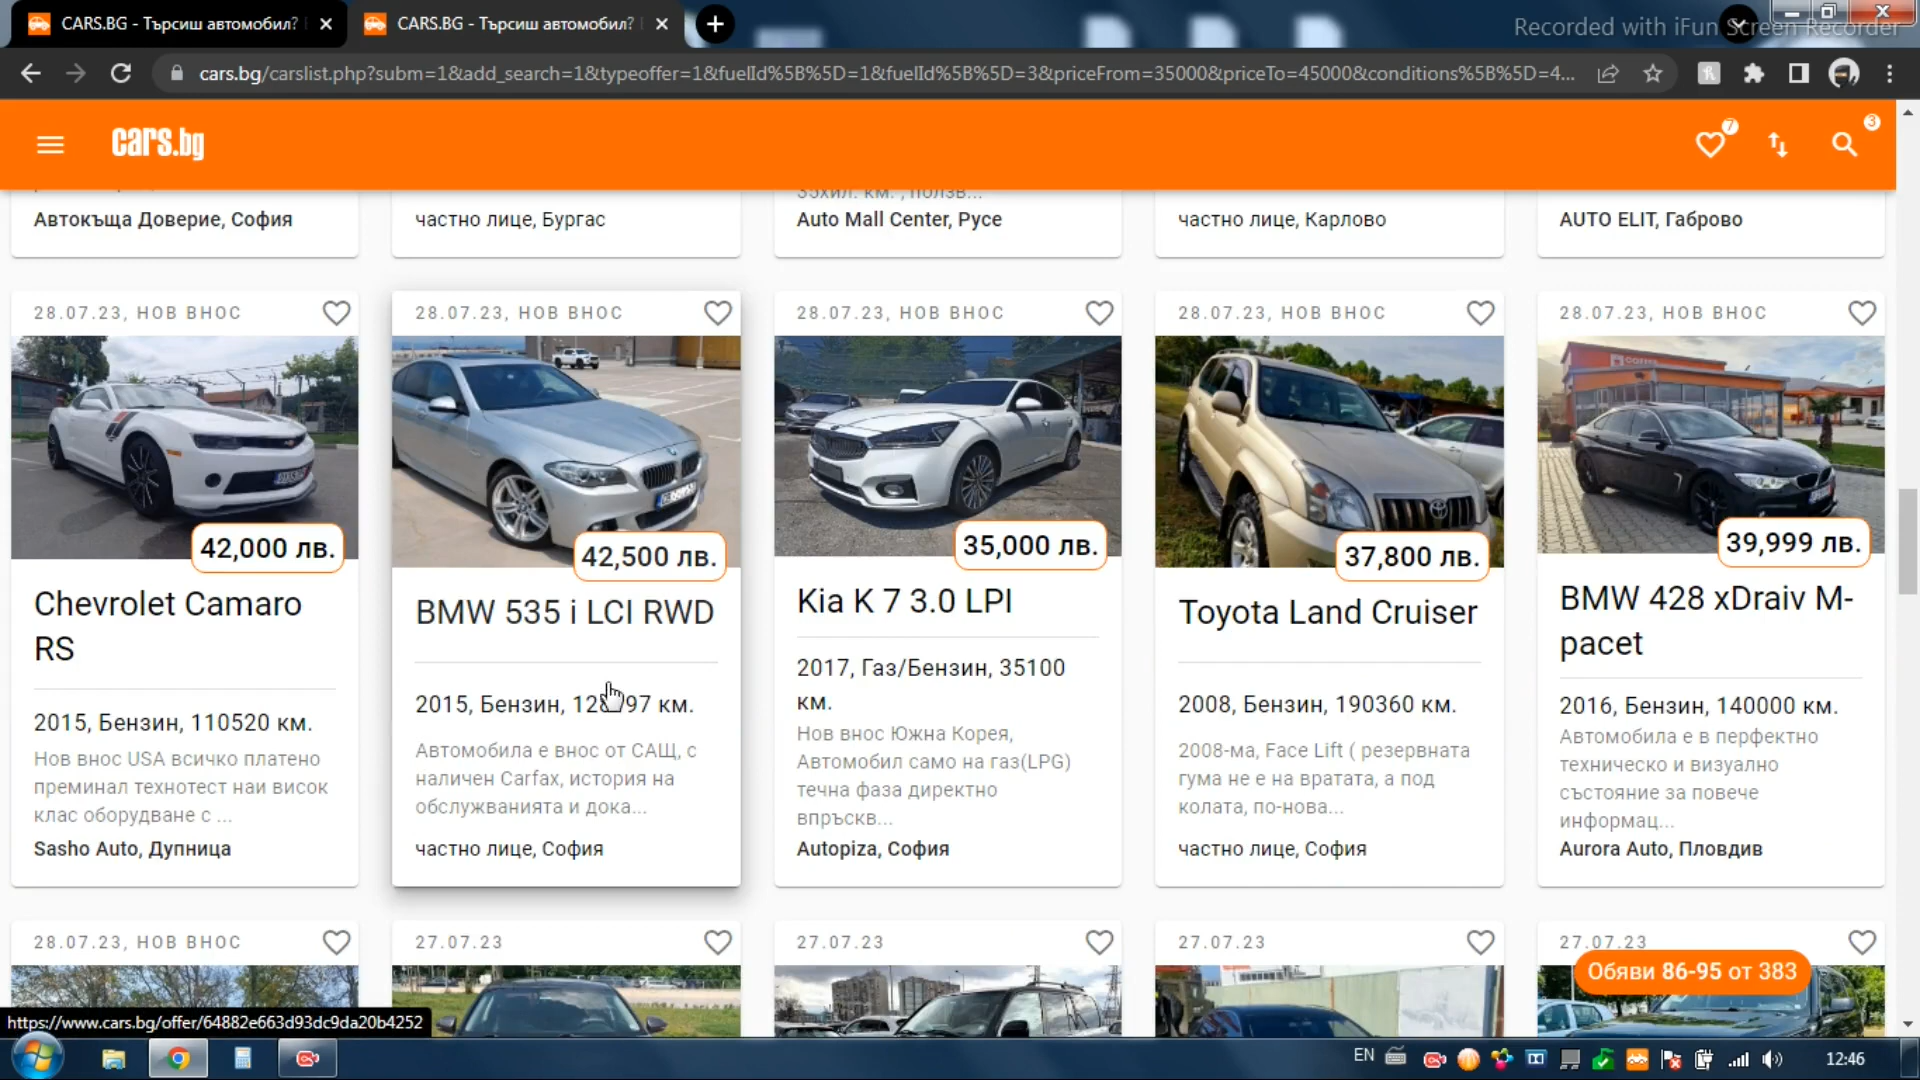 CARS.BG - Търсиш автомобил?
CARS.BG - Търсиш автомобил?
Recorded with iFun Screen Recorder
cars.bg/carslist.php?subm=1&add_search=1&typeoffer=1&fuelId%5B%5D=1&fuelId%5B%5D=3&priceFrom=35000&priceTo=45000&conditions%5B%5D=4...
cars.bg
7
3
35хил. км. , ползв...
Автокъща Доверие, София
частно лице, Бургас
Auto Mall Center, Русе
частно лице, Карлово
AUTO ELIT, Габрово
28.07.23, НОВ ВНОС
42,000 лв.
Chevrolet Camaro
RS
2015, Бензин, 110520 км.
Нов внос USA всичко платено
преминал технотест наи висок
клас оборудване с ...
Sasho Auto, Дупница
28.07.23, НОВ ВНОС
42,500 лв.
BMW 535 i LCI RWD
2015, Бензин, км.
Автомобила е внос от САЩ, с
наличен Carfax, история на
обслужванията и дока...
частно лице, София
28.07.23, НОВ ВНОС
35,000 лв.
Kia K 7 3.0 LPI
2017, Газ/Бензин, 35100
км.
Нов внос Южна Корея,
Автомобил само на газ(LPG)
течна фаза директно
впръскв...
Autopiza, София
28.07.23, НОВ ВНОС
37,800 лв.
Toyota Land Cruiser
2008, Бензин, 190360 км.
2008-ма, Face Lift ( резервната
гума не е на вратата, а под
колата, по-нова...
частно лице, София
28.07.23, НОВ ВНОС
39,999 лв.
BMW 428 xDraiv M-
pacet
2016, Бензин, 140000 км.
Автомобила е в перфектно
техническо и визуално
състояние за повече
информац...
Aurora Auto, Пловдив
28.07.23, НОВ ВНОС
27.07.23
27.07.23
27.07.23
27.07.23
Обяви 86-95 от 383
https://www.cars.bg/offer/64882e663d93dc9da20b4252
EN
12:46